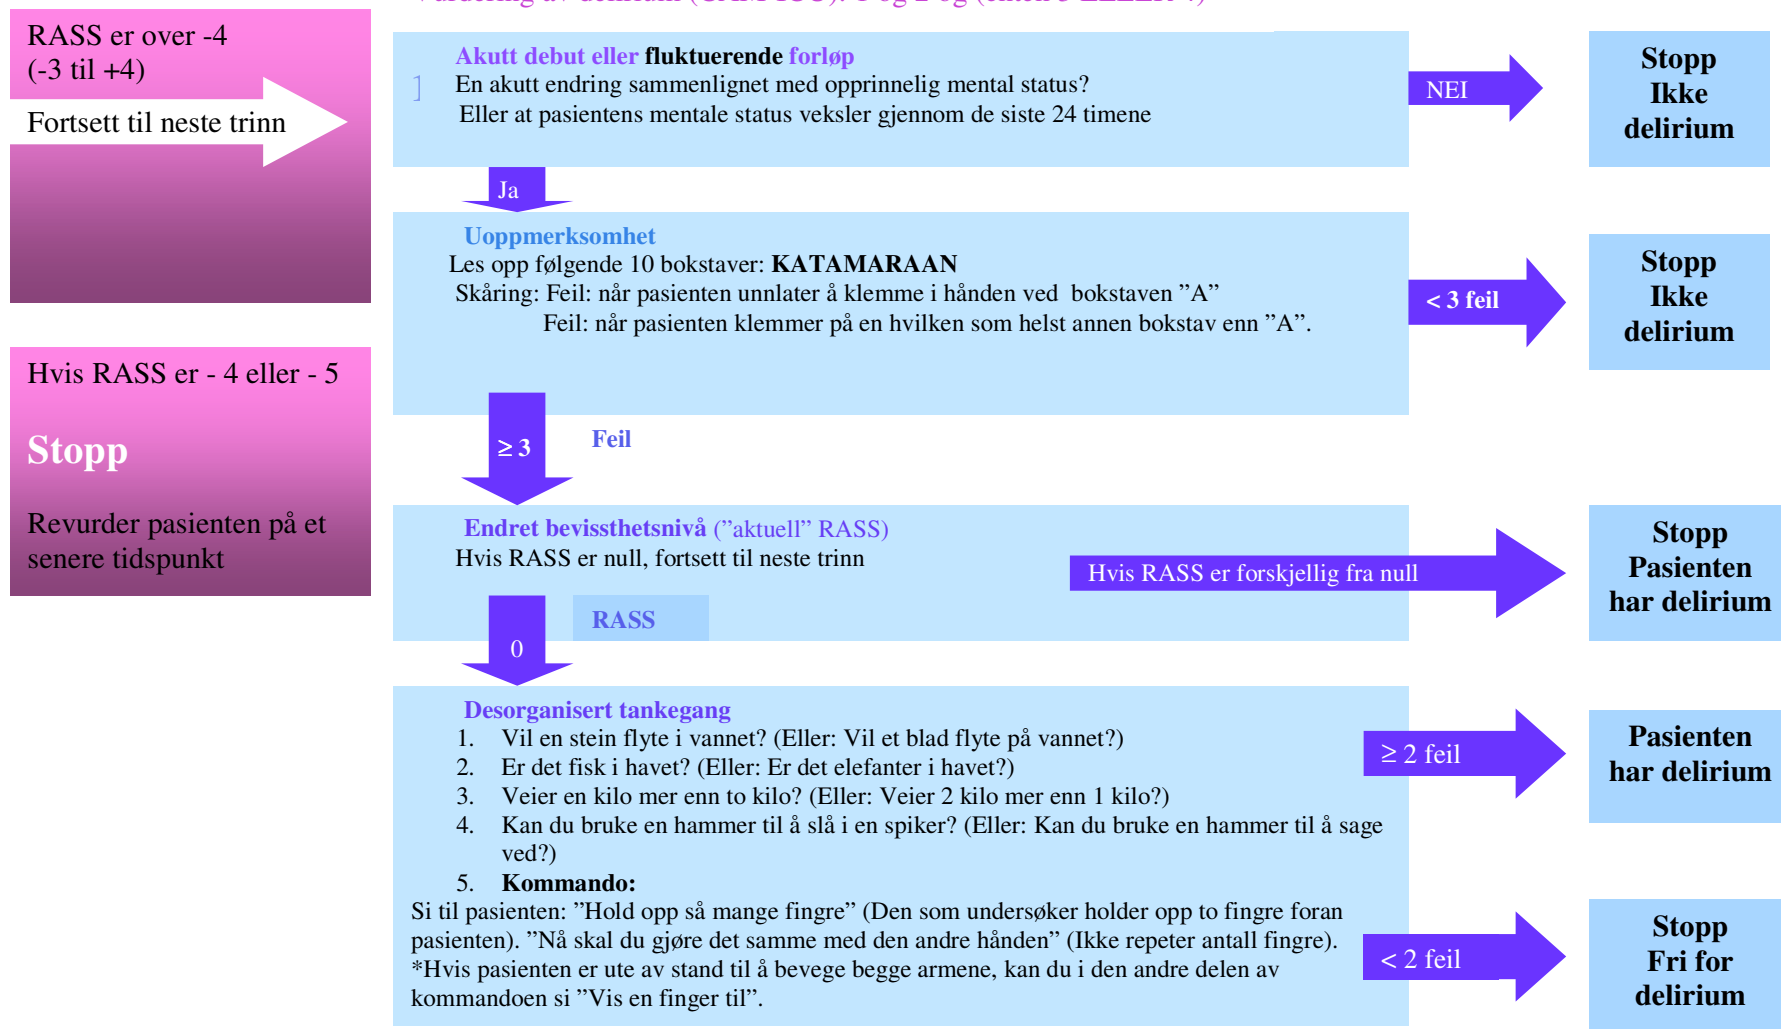 RASS er over -4
(-3 til +4)
Fortsett til neste trinn
Hvis RASS er - 4 eller - 5
Stopp
Revurder pasienten på et
senere tidspunkt
1
Akutt debut eller fluktuerende forløp
En akutt endring sammenlignet med opprinnelig mental status?
Eller at pasientens mentale status veksler gjennom de siste 24 timene
NEI
Stopp
Ikke
delirium
Ja
Uoppmerksomhet
Les opp følgende 10 bokstaver: KATAMARAAN
Skåring: Feil: når pasienten unnlater å klemme i hånden ved bokstaven ”A”
Feil: når pasienten klemmer på en hvilken som helst annen bokstav enn ”A”.
< 3 feil
Stopp
Ikke
delirium
≥ 3
Feil
Endret bevissthetsnivå (”aktuell” RASS)
Hvis RASS er null, fortsett til neste trinn
Hvis RASS er forskjellig fra null
Stopp
Pasienten
har delirium
RASS
0
Desorganisert tankegang
1. Vil en stein flyte i vannet? (Eller: Vil et blad flyte på vannet?)
2. Er det fisk i havet? (Eller: Er det elefanter i havet?)
3. Veier en kilo mer enn to kilo? (Eller: Veier 2 kilo mer enn 1 kilo?)
4. Kan du bruke en hammer til å slå i en spiker? (Eller: Kan du bruke en hammer til å sage
ved?)
5. Kommando:
Si til pasienten: ”Hold opp så mange fingre” (Den som undersøker holder opp to fingre foran
pasienten). ”Nå skal du gjøre det samme med den andre hånden” (Ikke repeter antall fingre).
*Hvis pasienten er ute av stand til å bevege begge armene, kan du i den andre delen av
kommandoen si ”Vis en finger til”.
≥ 2 feil
Pasienten
har delirium
< 2 feil
Stopp
Fri for
delirium